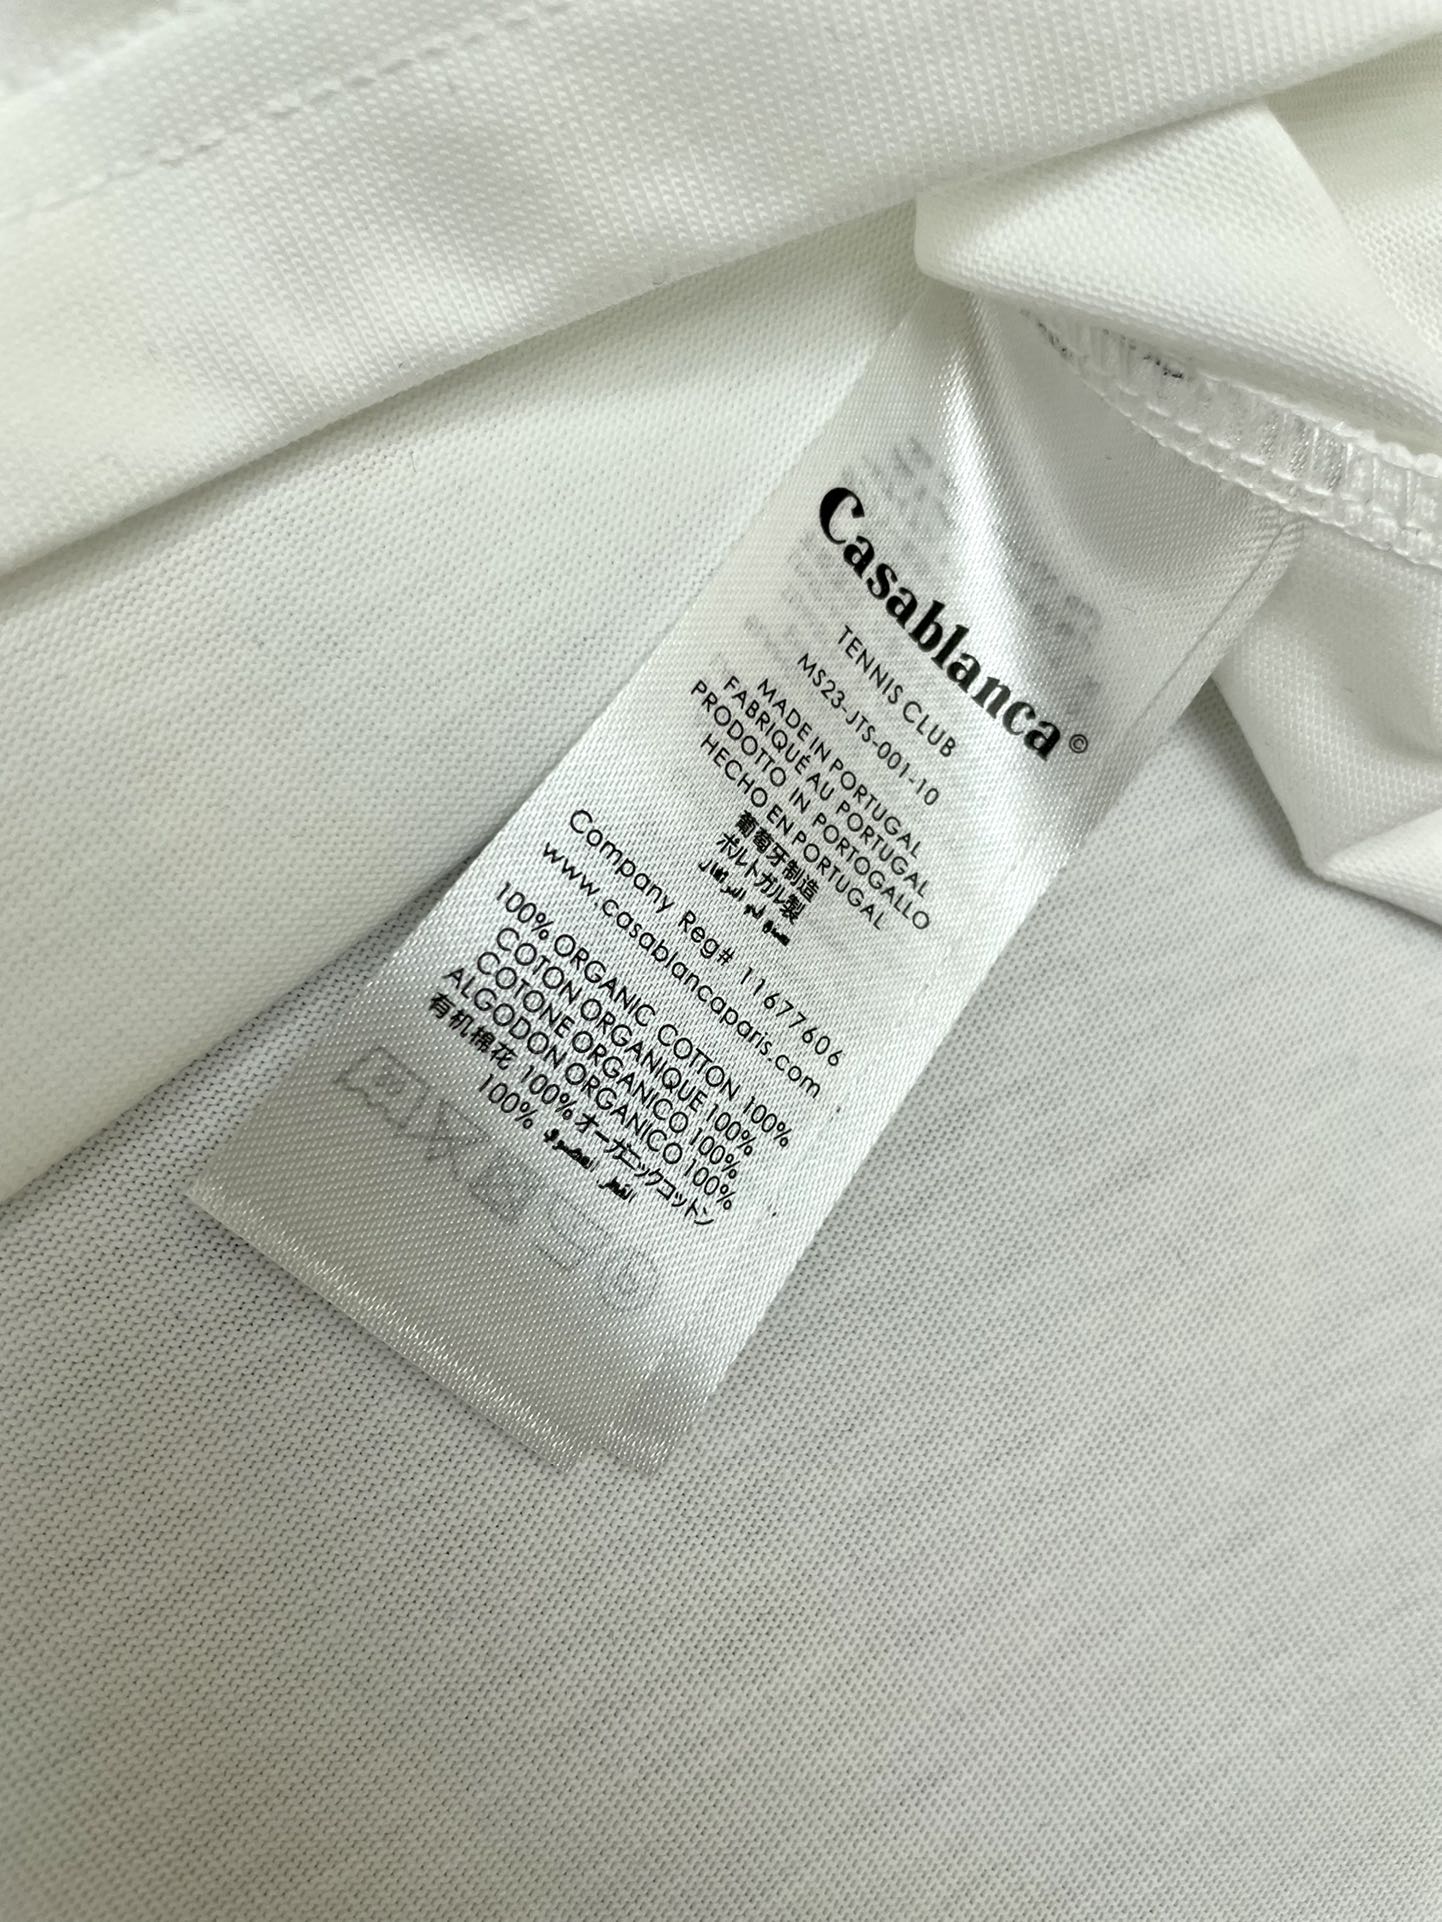 Casablanca©
TENNIS CLUB
MS23-JTS-001-10
MADE IN PORTUGAL
FABRIQUÉ AU PORTUGAL
PRODOTTO IN PORTOGALLO
HECHO EN PORTUGAL
葡萄牙制造
ポルトガル製
Company Reg# 11677606
www.casablancaparis.com
100% ORGANIC COTTON 100%
COTON ORGANIQUE 100%
COTONE ORGANICO 100%
ALGODON ORGANICO 100%
有机棉花 100% オーガニックコットン
100%